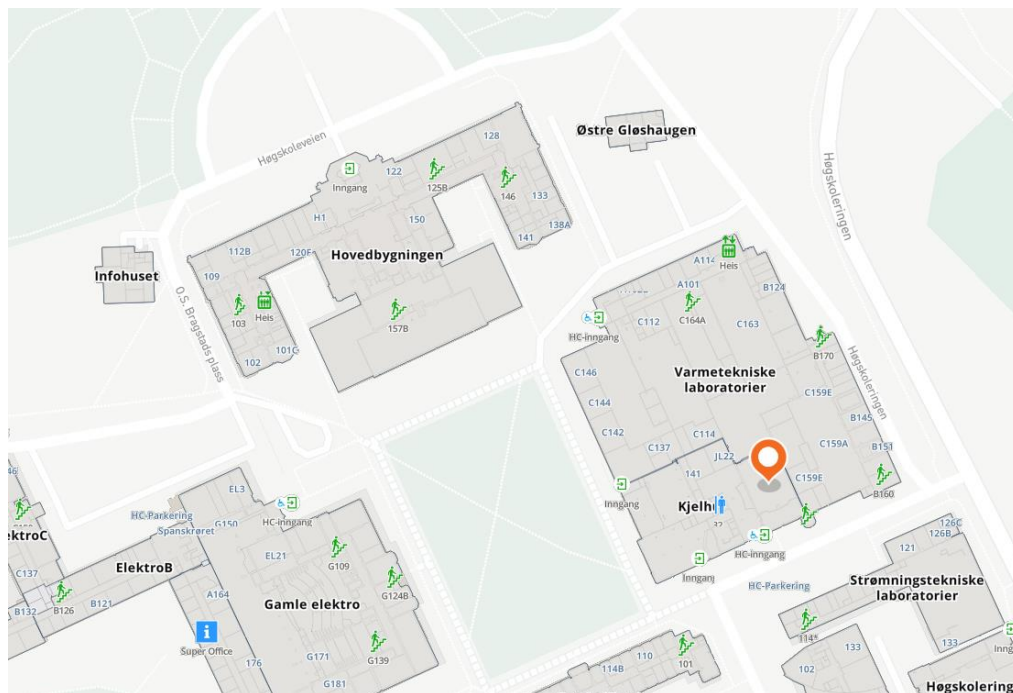 Østre Gløshaugen
Høgskoleveien
128
122
Inngang
125B
146
133
138A
141
150
H1
120E
112B
109
Hovedbygningen
Infohuset
Heis
103
157B
102
101C
O.S. Bragstads plass
Høgskoleringen
A114
Heis
A101
B124
C164A
C112
C163
HC-inngang
B170
Høgskoleringen
C146
Varmetekniske
laboratorier
C159E
C144
B145
C142
C114
C137
C159A
B151
JL22
141
C159E
B160
Inngang
HC-inngang
HC-Parkering
EL3
HC-Parkering
HC-inngang
G150
Spanskrøret
EL21
ElektroB
G109
C137
B126
B121
B132
A164
G124B
Gamle elektro
Super Office
176
G171
G139
G181
114B
110
101
126C
126B
121
Strømningstekniske
laboratorier
133
102
133